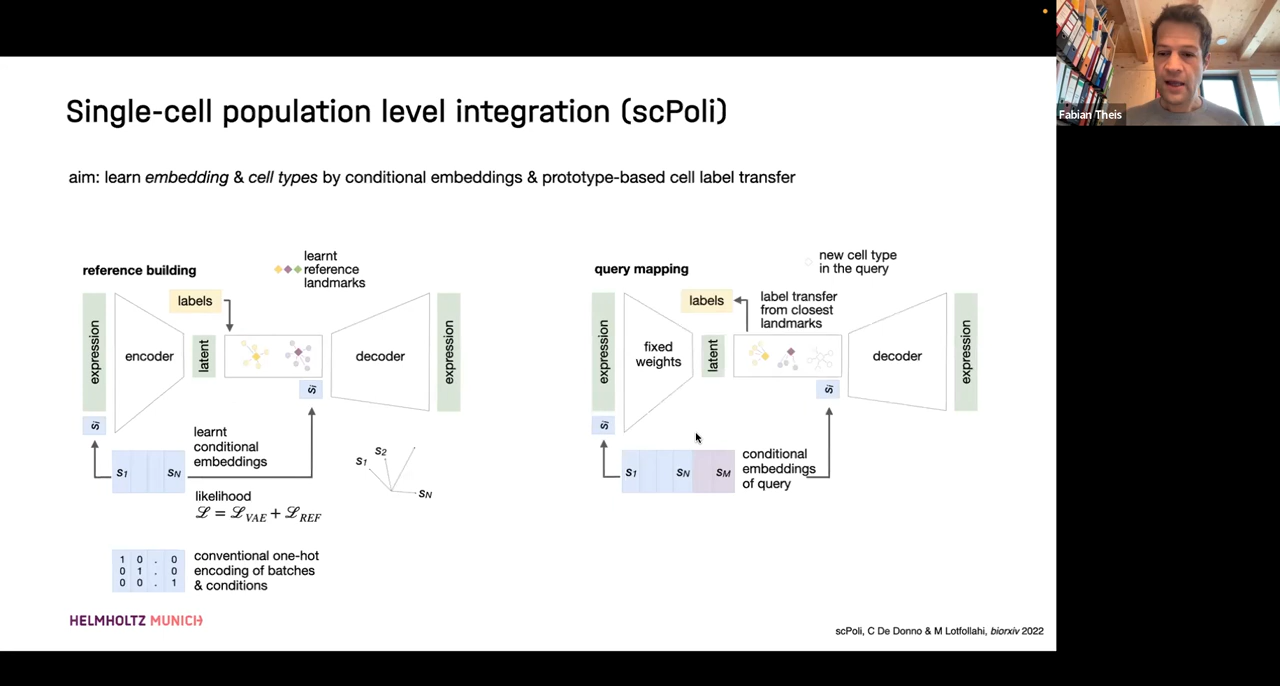 Single-cell population level integration (scPoli)
Fabian Theis
aim: learn embedding & cell types by conditional embeddings & prototype-based cell label transfer
reference building
learnt
reference
landmarks
labels
expression
encoder
latent
decoder
expression
si
si
s1 sN
learnt
conditional
embeddings
s1
s2
sN
likelihood
ℒ = ℒVAE + ℒREF
1 0 . 0
0 1 . 0
0 0 . 1
conventional one-hot
encoding of batches
& conditions
query mapping
new cell type
in the query
labels
label transfer
from closest
landmarks
expression
fixed
weights
latent
decoder
expression
si
si
s1 sN sM
conditional
embeddings
of query
HELMHOLTZ MUNICH
scPoli, C De Donno & M Lotfollahi, biorxiv 2022